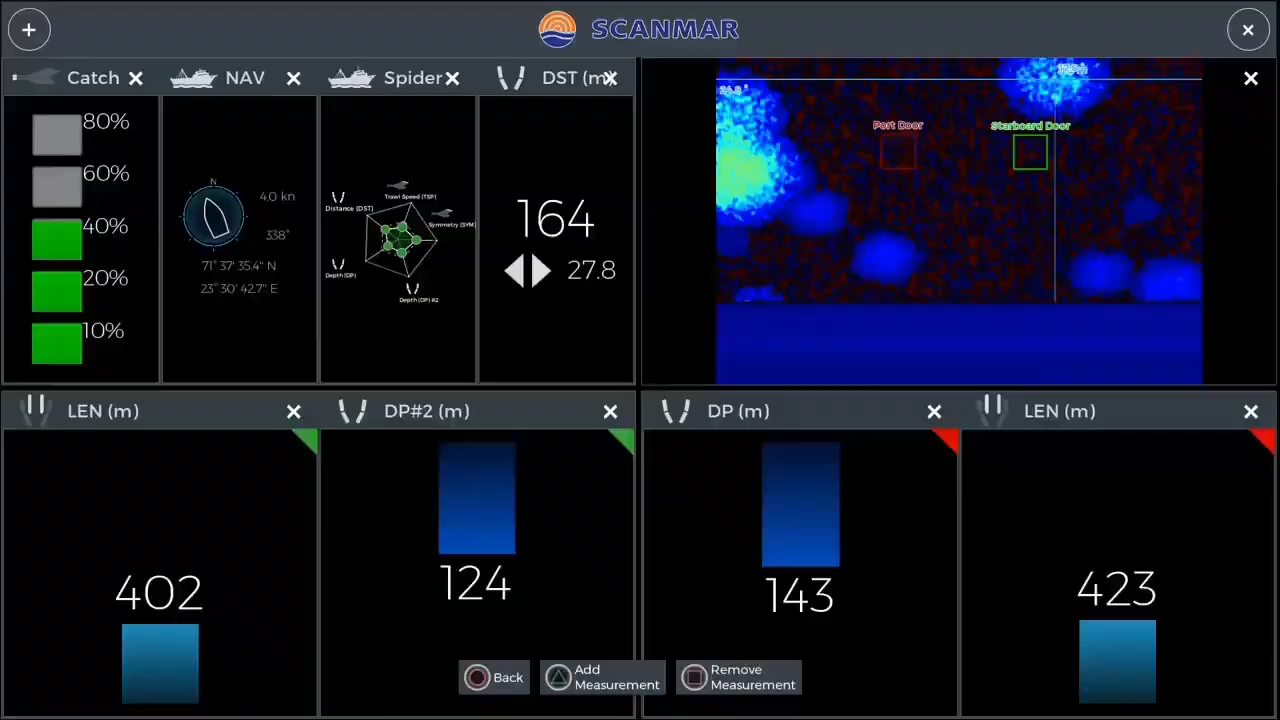 SCANMAR
Catch
NAV
Spider
DST (m)
80%
60%
40%
20%
10%
N
4.0 kn
338°
71° 37' 35.4" N
23° 30' 42.7" E
Trawl Speed (TSP)
Distance (DST)
Symmetry (SYM)
Depth (DP)
Depth (DP) #2
164
27.8
Port Door
Starboard Door
LEN (m)
DP#2 (m)
DP (m)
LEN (m)
402
124
143
423
Back
Add
Measurement
Remove
Measurement